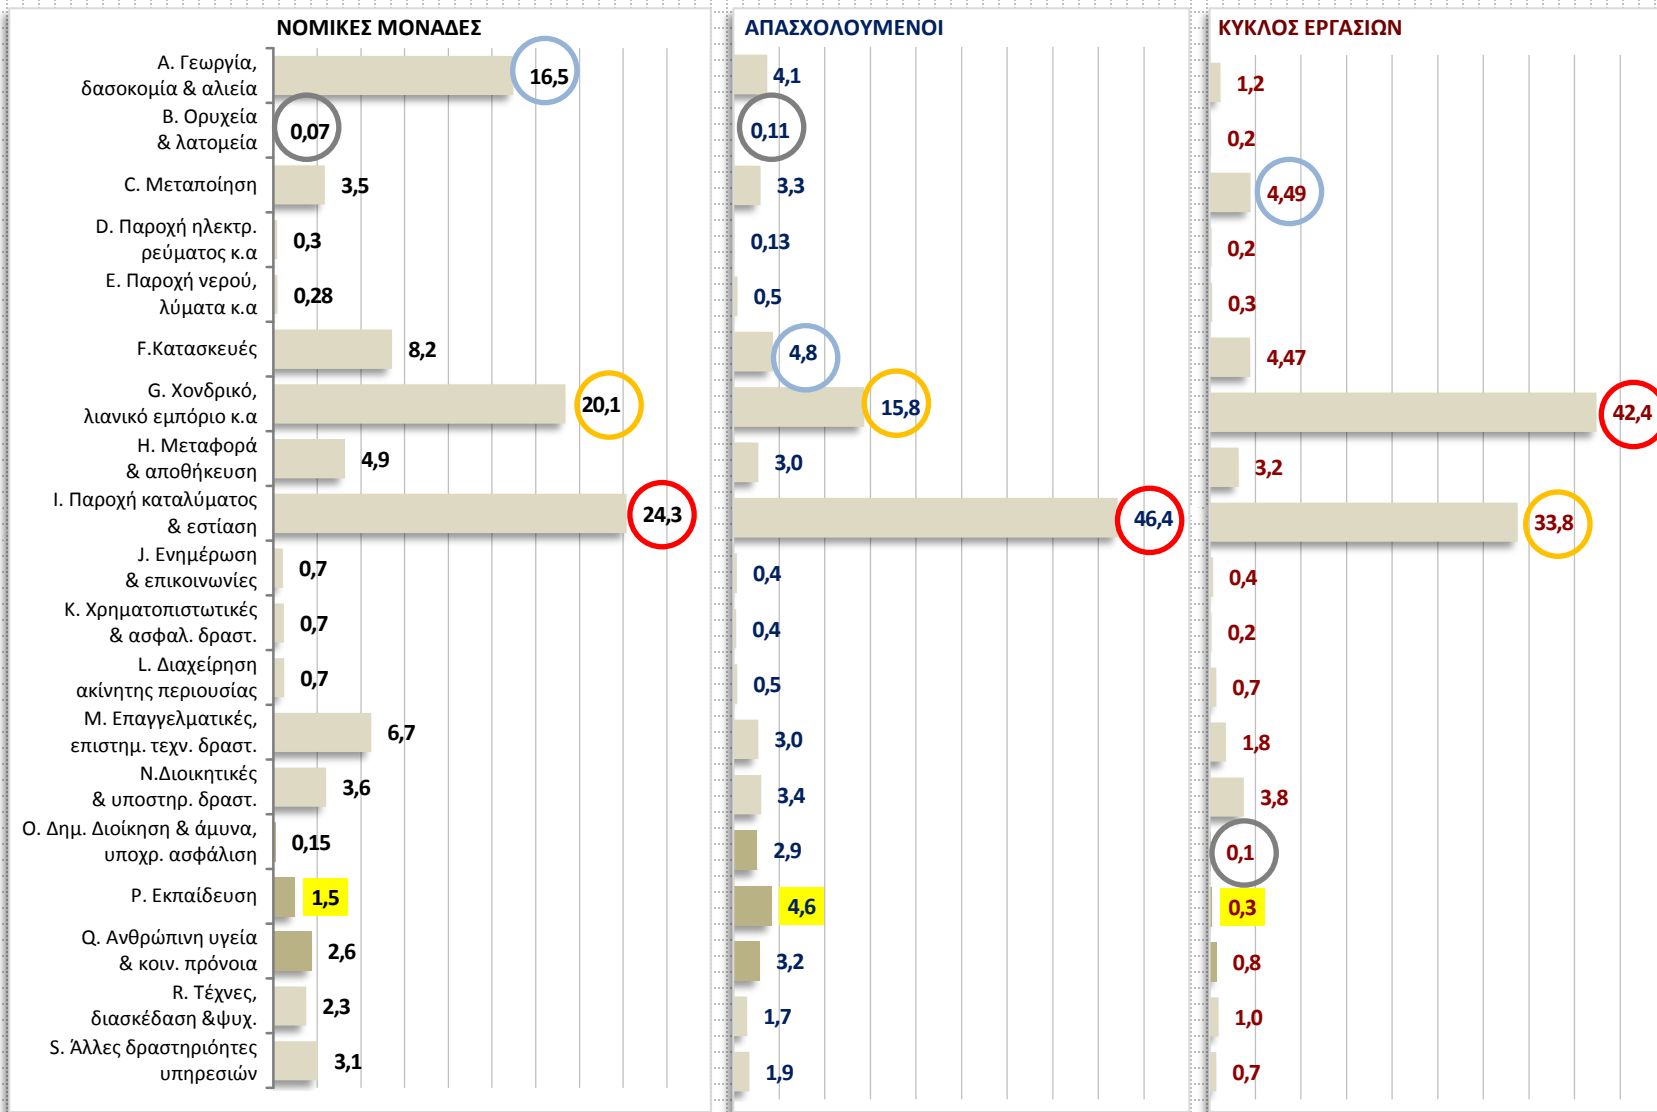 ΝΟΜΙΚΕΣ ΜΟΝΑΔΕΣ
Α. Γεωργία,
δασοκομία & αλιεία
16,5
Β. Ορυχεία
& λατομεία
0,07
C. Μεταποίηση
3,5
D. Παροχή ηλεκτρ.
ρεύματος κ.α
0,3
Ε. Παροχή νερού,
λύματα κ.α
0,28
F.Κατασκευές
8,2
G. Χονδρικό,
λιανικό εμπόριο κ.α
20,1
Η. Μεταφορά
& αποθήκευση
4,9
Ι. Παροχή καταλύματος
& εστίαση
24,3
J. Ενημέρωση
& επικοινωνίες
0,7
Κ. Χρηματοπιστωτικές
& ασφαλ. δραστ.
0,7
L. Διαχείρηση
ακίνητης περιουσίας
0,7
Μ. Επαγγελματικές,
επιστημ. τεχν. δραστ.
6,7
Ν.Διοικητικές
& υποστηρ. δραστ.
3,6
Ο. Δημ. Διοίκηση & άμυνα,
υποχρ. ασφάλιση
0,15
Ρ. Εκπαίδευση
1,5
Q. Ανθρώπινη υγεία
& κοιν. πρόνοια
2,6
R. Τέχνες,
διασκέδαση &ψυχ.
2,3
S. Άλλες δραστηριόητες
υπηρεσιών
3,1
ΑΠΑΣΧΟΛΟΥΜΕΝΟΙ
4,1
0,11
3,3
0,13
0,5
4,8
15,8
3,0
46,4
0,4
0,4
0,5
3,0
3,4
2,9
4,6
3,2
1,7
1,9
ΚΥΚΛΟΣ ΕΡΓΑΣΙΩΝ
1,2
0,2
4,49
0,2
0,3
4,47
42,4
3,2
33,8
0,4
0,2
0,7
1,8
3,8
0,1
0,3
0,8
1,0
0,7